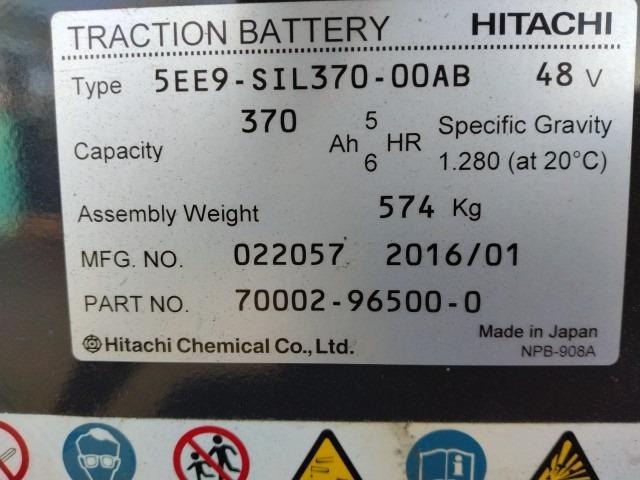 TRACTION BATTERY HITACHI
Type 5EE9-SIL370-00AB 48 V
Capacity 370 Ah 5 HR Specific Gravity
6 1.280 (at 20°C)
Assembly Weight 574 Kg
MFG. NO. 022057 2016/01
PART NO. 70002-96500-0
Hitachi Chemical Co., Ltd. Made in Japan
NPB-908A